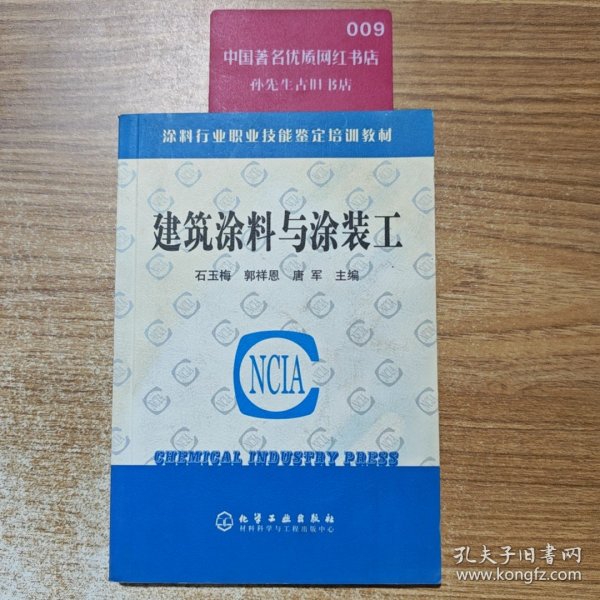 009
中国著名优质网红书店
孙先生古旧书店
涂料行业职业技能鉴定培训教材
建筑涂料与涂装工
石玉梅 郭祥恩 唐军 主编
NCIA
CHEMICAL INDUSTRY PRESS
化学工业出版社
材料科学与工程出版中心
孔夫子旧书网
www.kongfz.com